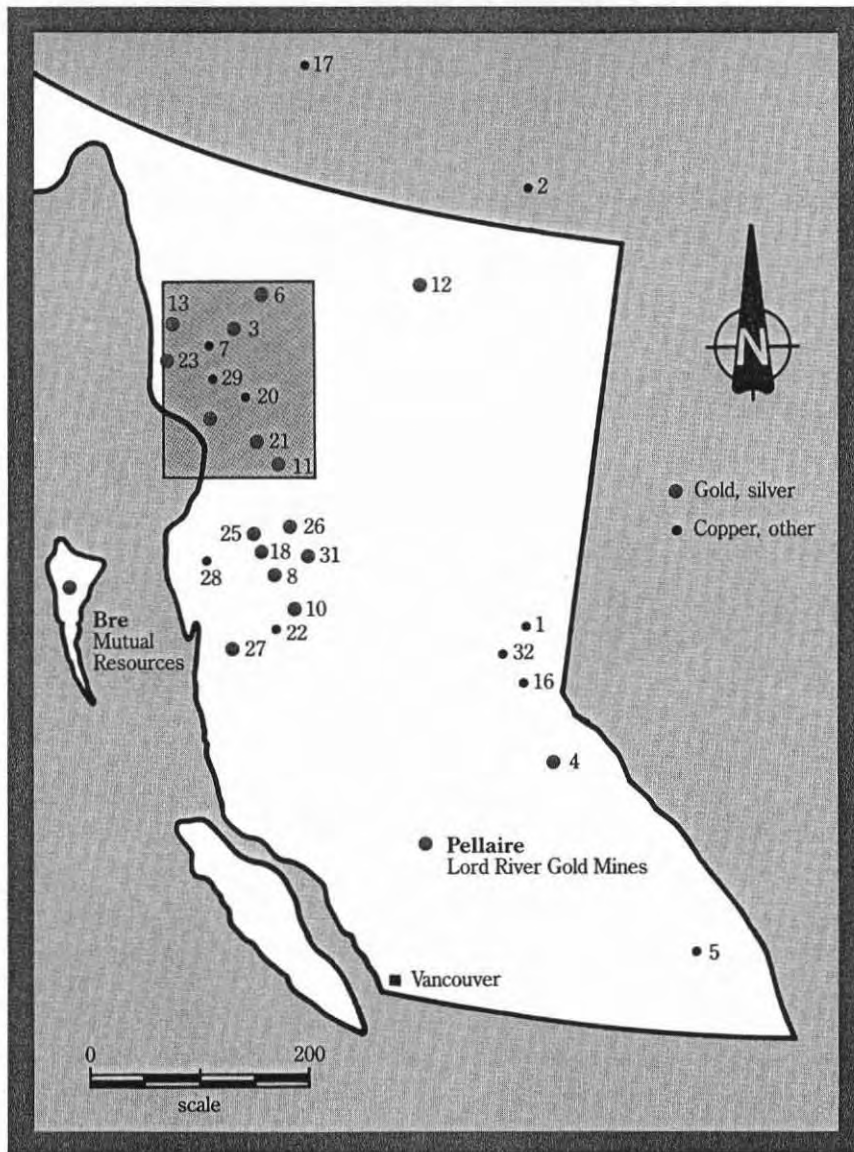 17
2
12
6
13
3
7
23
29
20
21
11
N
Gold, silver
Copper, other
26
25
18
31
28
8
10
22
27
Bre
Mutual
Resources
1
32
16
4
Pellaire
Lord River Gold Mines
5
Vancouver
0 200
scale